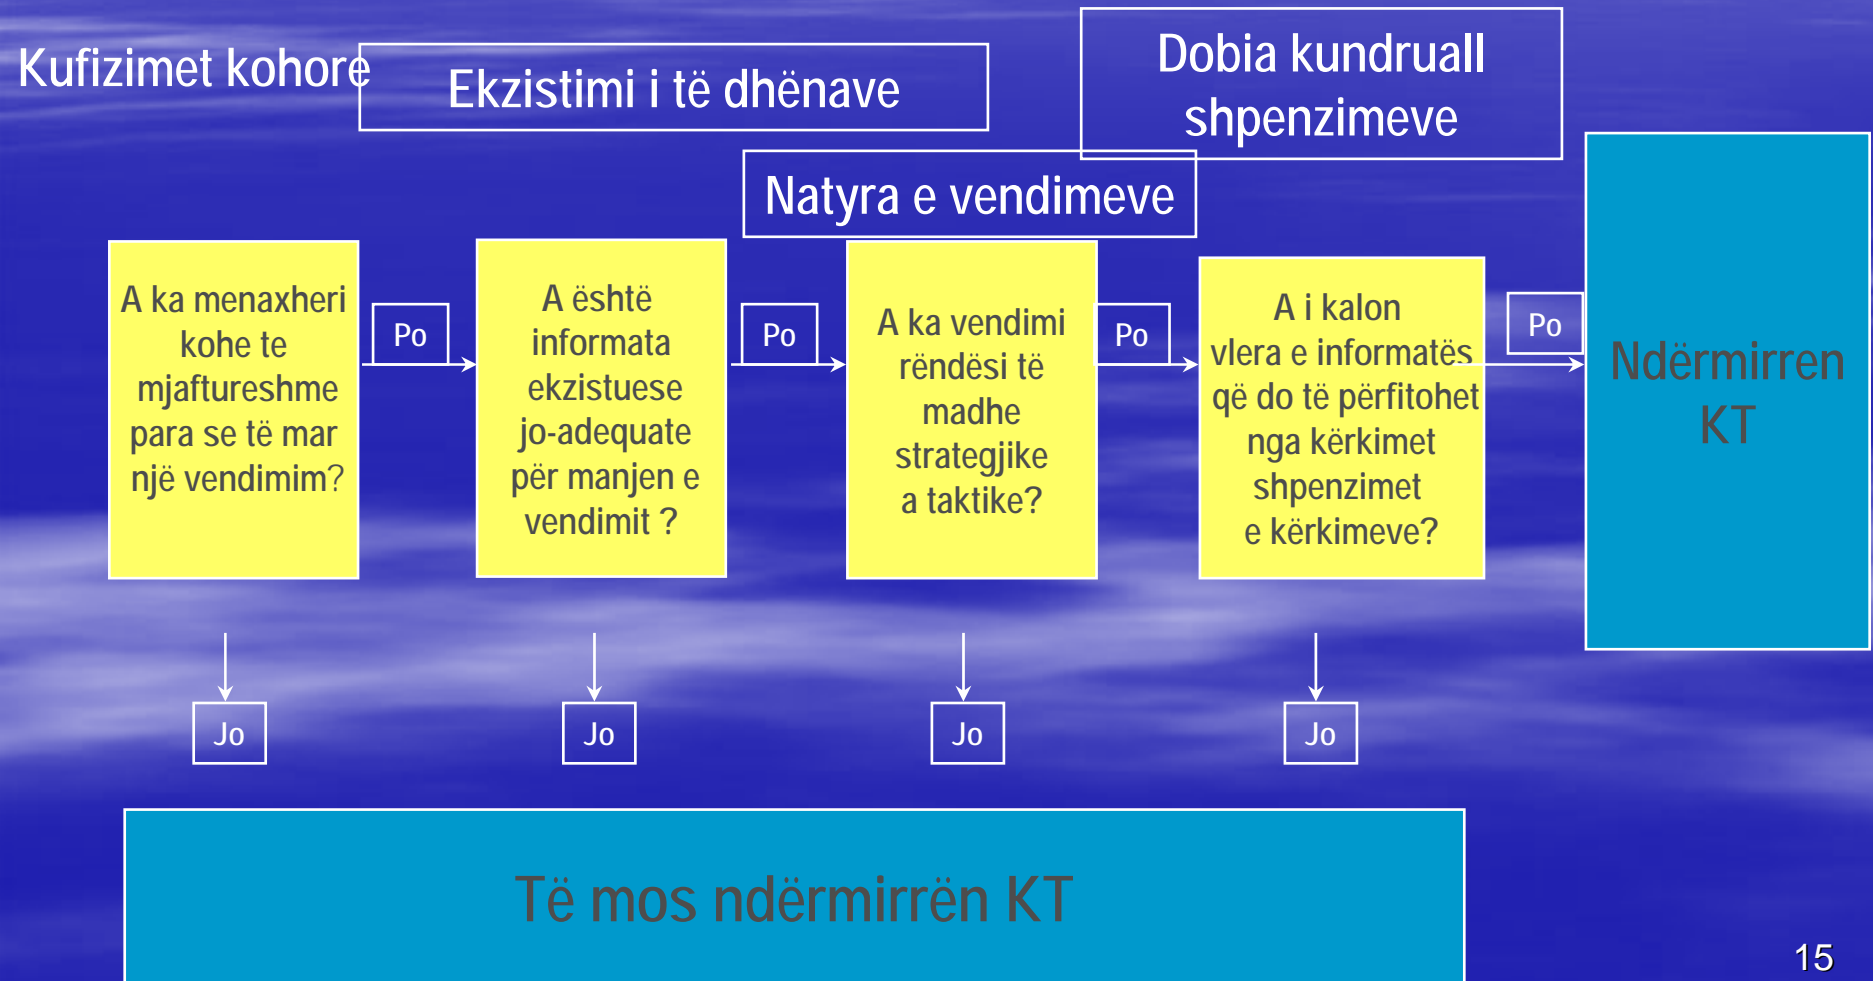 Kufizimet kohore
Ekzistimi i të dhënave
Dobia kundruall
shpenzimeve
Natyra e vendimeve
A ka menaxheri
kohe te
mjaftureshme
para se të mar
një vendimim?
Po
A është
informata
ekzistuese
jo-adequate
për manjen e
vendimit ?
Po
A ka vendimi
rëndësi të
madhe
strategjike
a taktike?
Po
A i kalon
vlera e informatës
që do të përfitohet
nga kërkimet
shpenzimet
e kërkimeve?
Po
Ndërmirren
KT
Jo
Jo
Jo
Jo
Të mos ndërmirrën KT
15